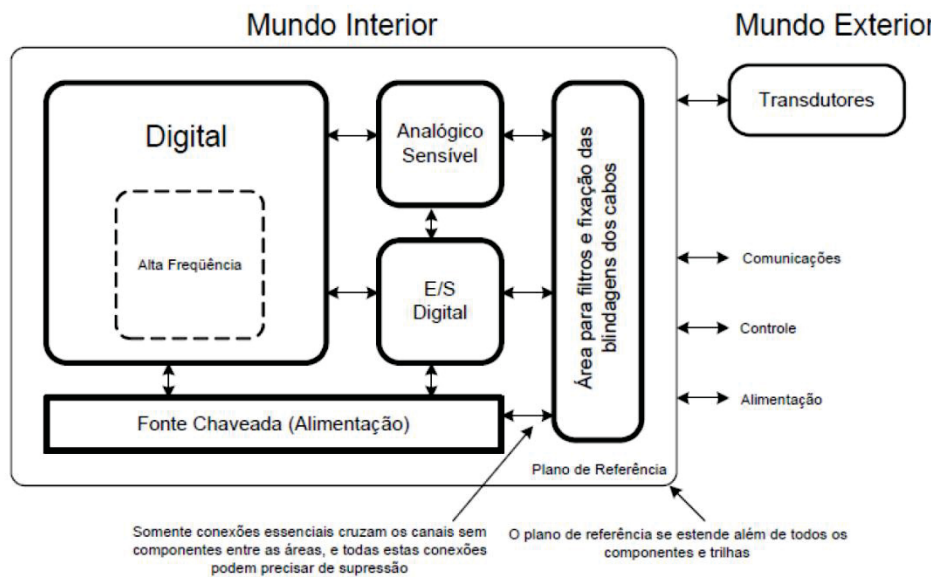 Mundo Interior
Mundo Exterior
Digital
Alta Freqüência
Analógico
Sensível
E/S
Digital
Fonte Chaveada (Alimentação)
Área para filtros e fixação das
blindagens dos cabos
Plano de Referência
Transdutores
Comunicações
Controle
Alimentação
Somente conexões essenciais cruzam os canais sem
componentes entre as áreas, e todas estas conexões
podem precisar de supressão
O plano de referência se estende além de todos os
componentes e trilhas